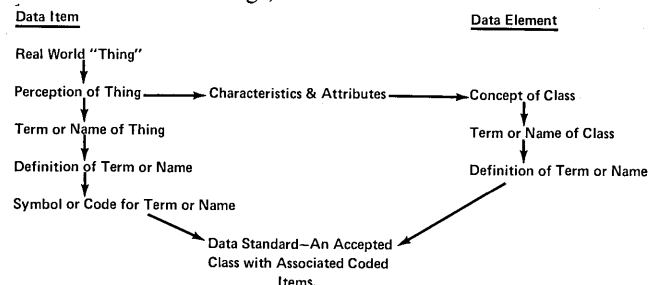 Data Item
Data Element
Real World "Thing"
Perception of Thing
Characteristics & Attributes
Concept of Class
Term or Name of Thing
Term or Name of Class
Definition of Term or Name
Definition of Term or Name
Symbol or Code for Term or Name
Data Standard—An Accepted
Class with Associated Coded
Items.